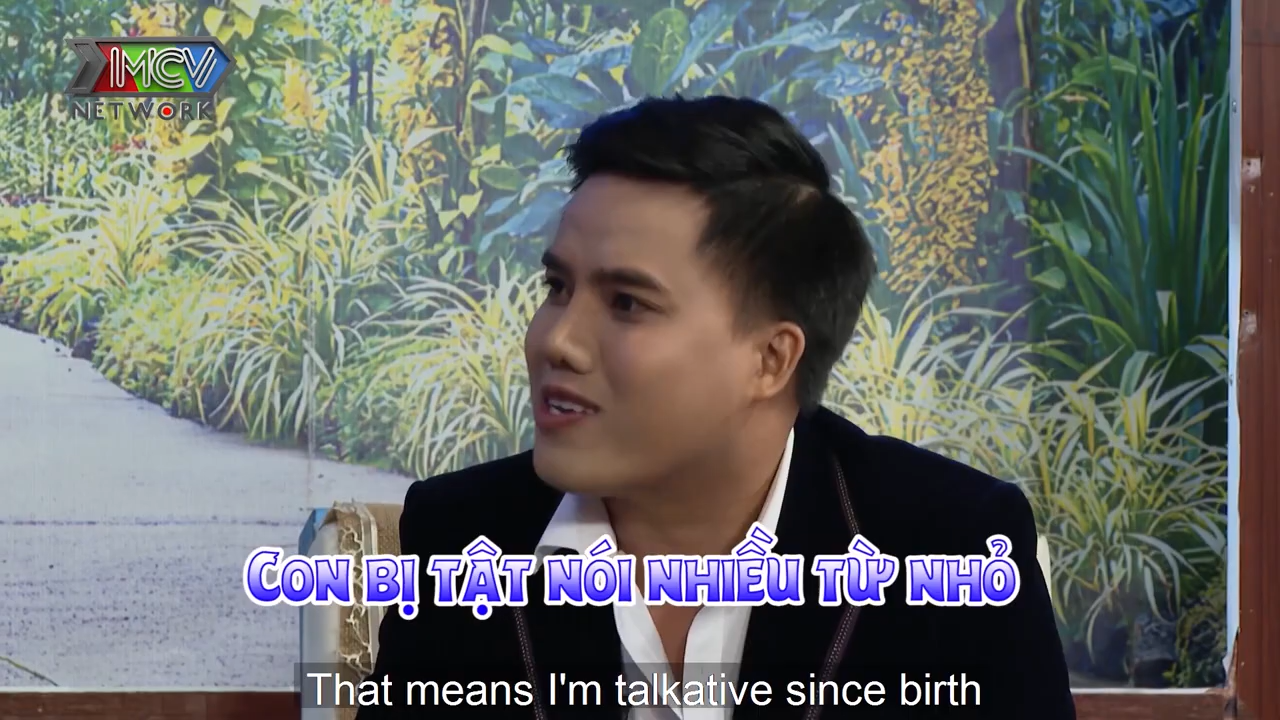 MCV
NETWORK
CON BỊ TẬT NÓI NHIỀU TỪ NHỎ
That means I'm talkative since birth